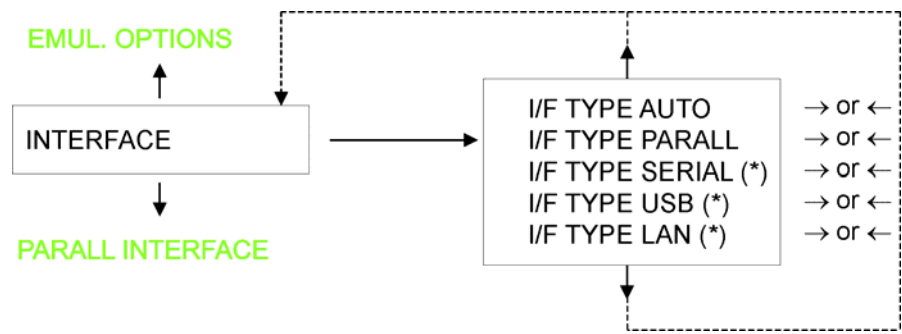 EMUL. OPTIONS
INTERFACE
PARALL INTERFACE
I/F TYPE AUTO → or ←
I/F TYPE PARALL → or ←
I/F TYPE SERIAL (*) → or ←
I/F TYPE USB (*) → or ←
I/F TYPE LAN (*) → or ←